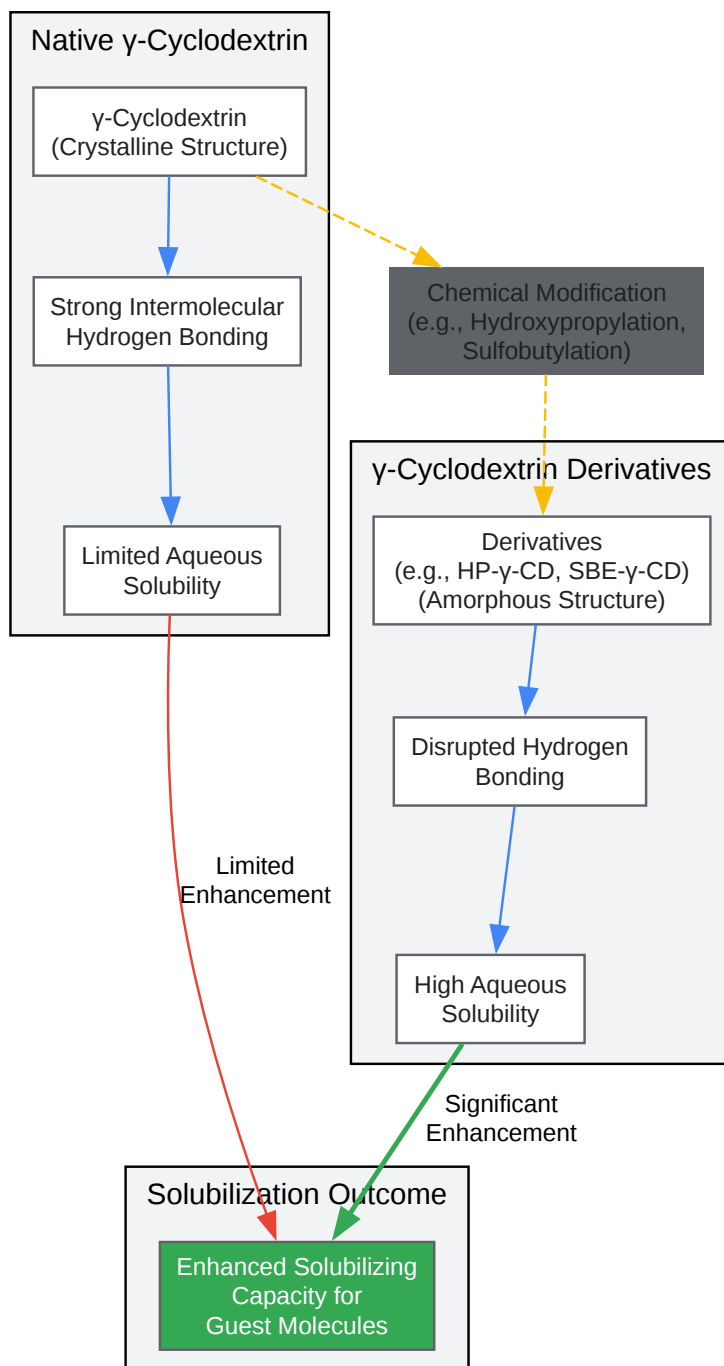 Native γ-Cyclodextrin
γ-Cyclodextrin
(Crystalline Structure)
Strong Intermolecular
Hydrogen Bonding
Limited Aqueous
Solubility
Chemical Modification
(e.g., Hydroxypropylation,
Sulfobutylation)
γ-Cyclodextrin Derivatives
Derivatives
(e.g., HP-γ-CD, SBE-γ-CD)
(Amorphous Structure)
Disrupted Hydrogen
Bonding
High Aqueous
Solubility
Limited
Enhancement
Significant
Enhancement
Solubilization Outcome
Enhanced Solubilizing
Capacity for
Guest Molecules